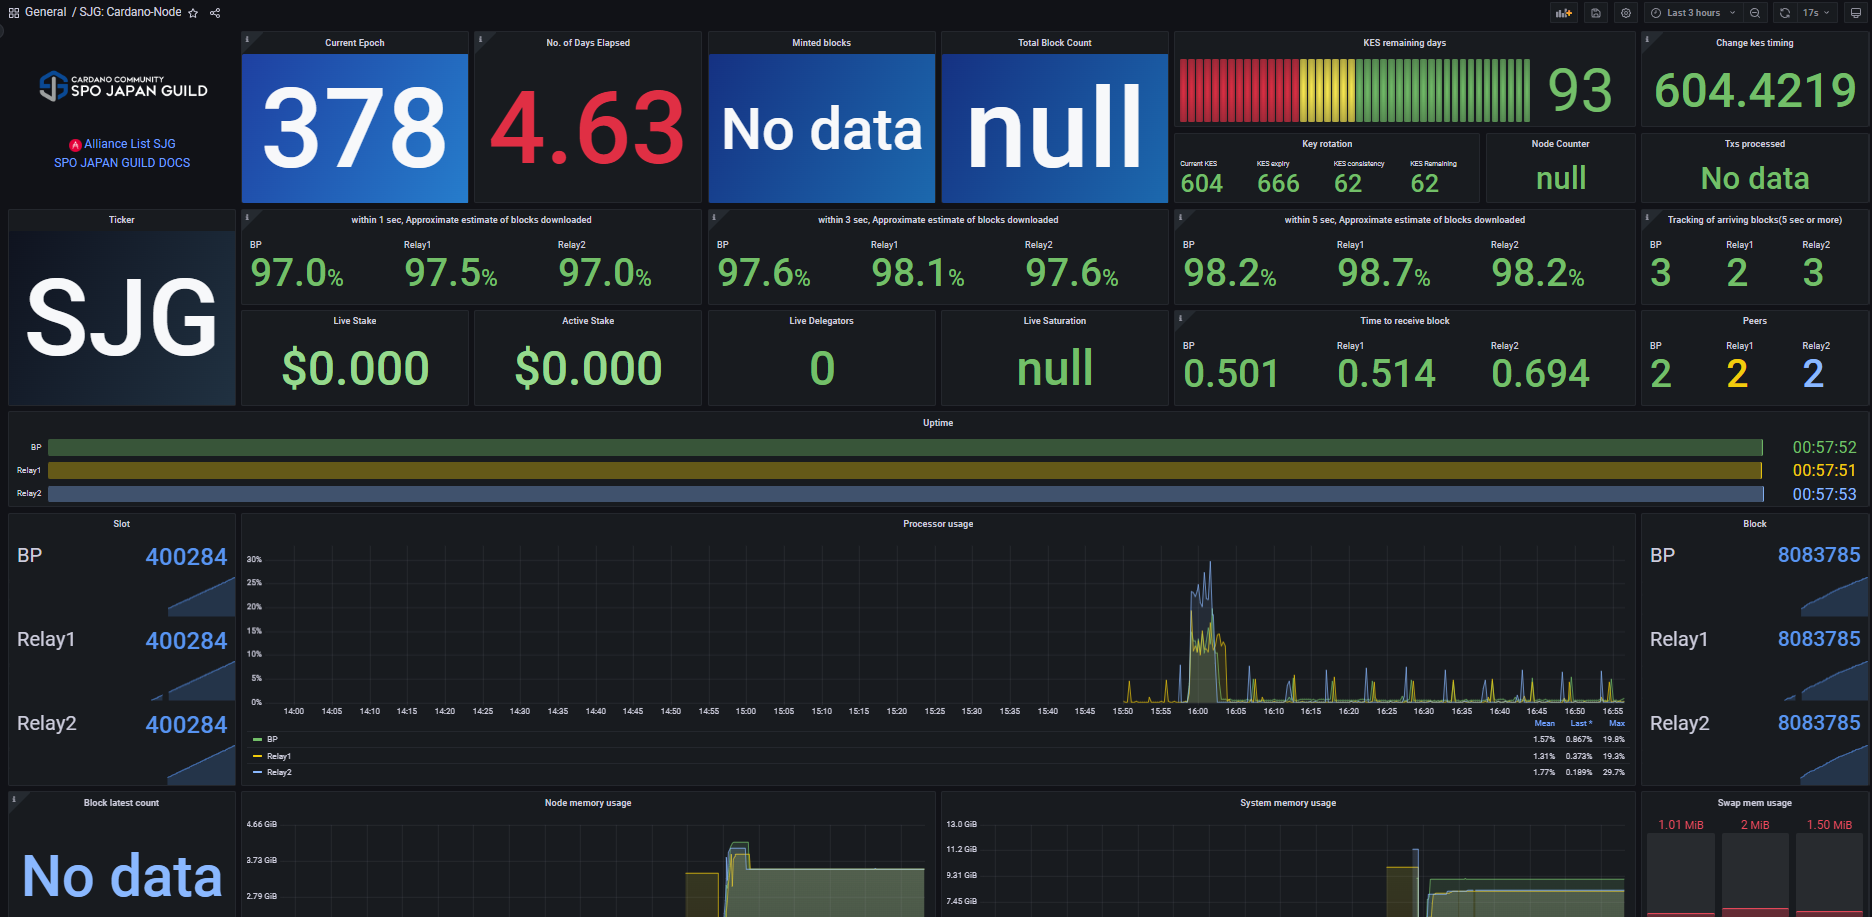 General / SJG: Cardano-Node
Last 3 hours
17s
CARDANO COMMUNITY
SPO JAPAN GUILD
Alliance List SJG
SPO JAPAN GUILD DOCS
Current Epoch
378
No. of Days Elapsed
4.63
Minted blocks
No data
Total Block Count
null
KES remaining days
93
Change kes timing
604.4219
Key rotation
Current KES KES expiry KES consistency KES Remaining
604 666 62 62
Node Counter
null
Txs processed
No data
Ticker
SJG
within 1 sec, Approximate estimate of blocks downloaded
BP Relay1 Relay2
97.0% 97.5% 97.0%
within 3 sec, Approximate estimate of blocks downloaded
BP Relay1 Relay2
97.6% 98.1% 97.6%
within 5 sec, Approximate estimate of blocks downloaded
BP Relay1 Relay2
98.2% 98.7% 98.2%
Tracking of arriving blocks(5 sec or more)
BP Relay1 Relay2
3 2 3
Live Stake
$0.000
Active Stake
$0.000
Live Delegators
0
Live Saturation
null
Time to receive block
BP Relay1 Relay2
0.501 0.514 0.694
Peers
BP Relay1 Relay2
2 2 2
Uptime
BP 00:57:52
Relay1 00:57:51
Relay2 00:57:53
Slot
BP 400284
Relay1 400284
Relay2 400284
Processor usage
30%
25%
20%
15%
10%
5%
0%
14:00 14:05 14:10 14:15 14:20 14:25 14:30 14:35 14:40 14:45 14:50 14:55 15:00 15:05 15:10 15:15 15:20 15:25 15:30 15:35 15:40 15:45 15:50 15:55 16:00 16:05 16:10 16:15 16:20 16:25 16:30 16:35 16:40 16:45 16:50 16:55
Mean Last * Max
BP 1.57% 0.867% 19.8%
Relay1 1.31% 0.373% 19.3%
Relay2 1.77% 0.189% 29.7%
Block
BP 8083785
Relay1 8083785
Relay2 8083785
Block latest count
No data
Node memory usage
4.66 GiB
3.73 GiB
2.79 GiB
System memory usage
13.0 GiB
11.2 GiB
9.31 GiB
7.45 GiB
Swap mem usage
1.01 MiB 2 MiB 1.50 MiB